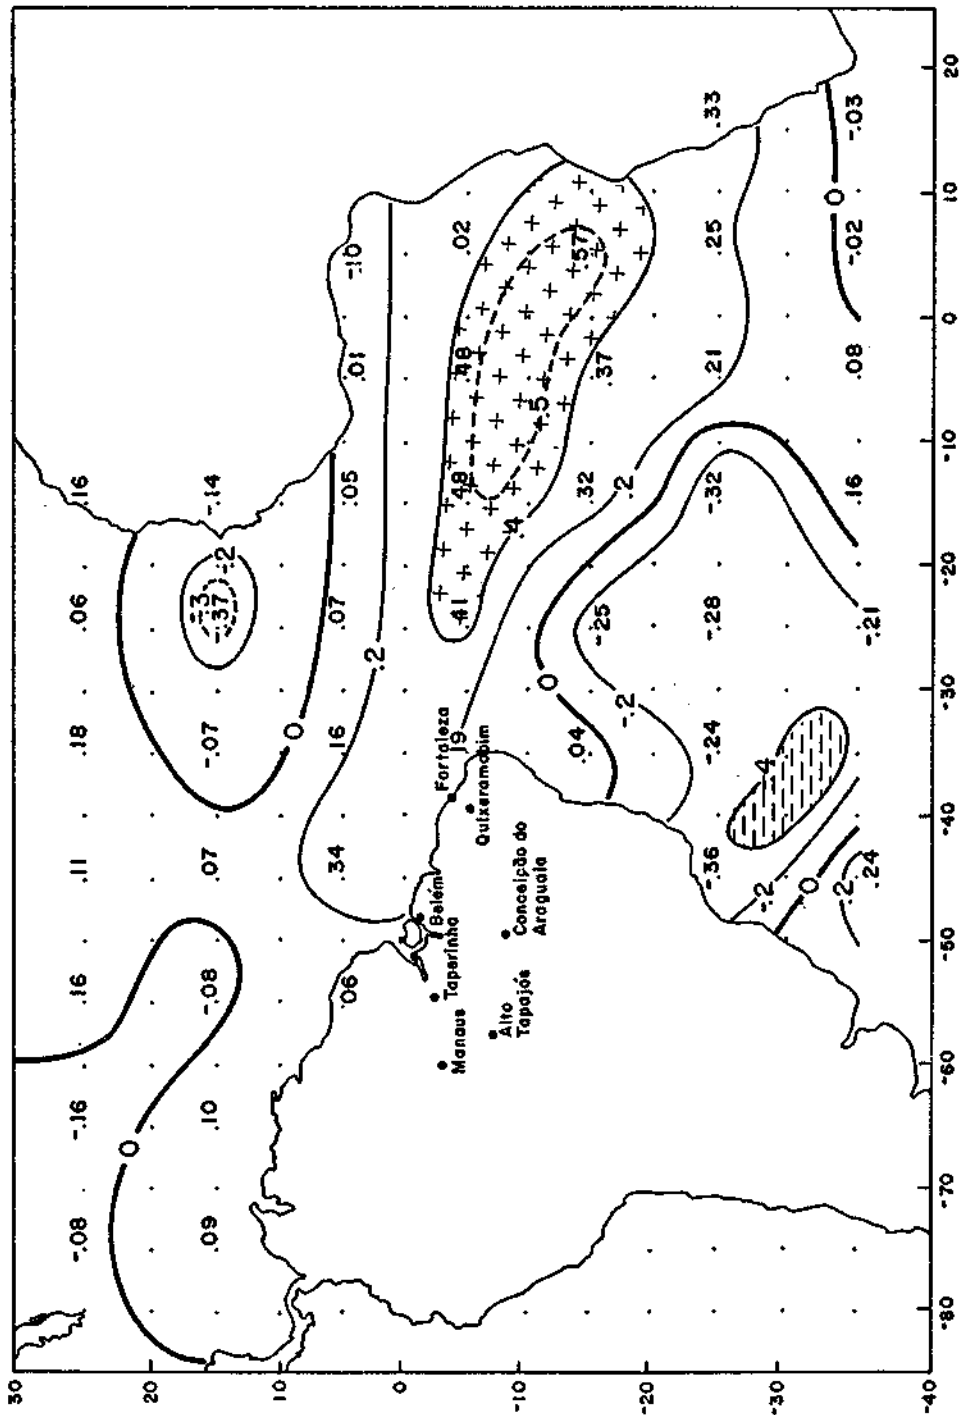 30
-.08 -.16 .16 .11 .18 .06 .16
0
20
-.3
.09 .10 -.08 .07 -.07 -.37 -.14
-.2
10
0
.06 .34 .16 .07 .05 .01 -.10
.2
0
Belém
Fortaleza
Manaus
Taperinha
.19 .41 .48 .48 .02
Quixeramobim
Alto
Tapajós
Conceição do
Araguaia
-10
.4
.5
0
.04 -.25 .32 .37 .57
-.2
.2
-20
-.36 -.24 -.28 -.32 .21 .25 .33
-.2
-.4
-30
0
.2
0
.24 -.21 .16 .08 -.02 -.03
-40
-80 -70 -60 -50 -40 -30 -20 -10 0 10 20